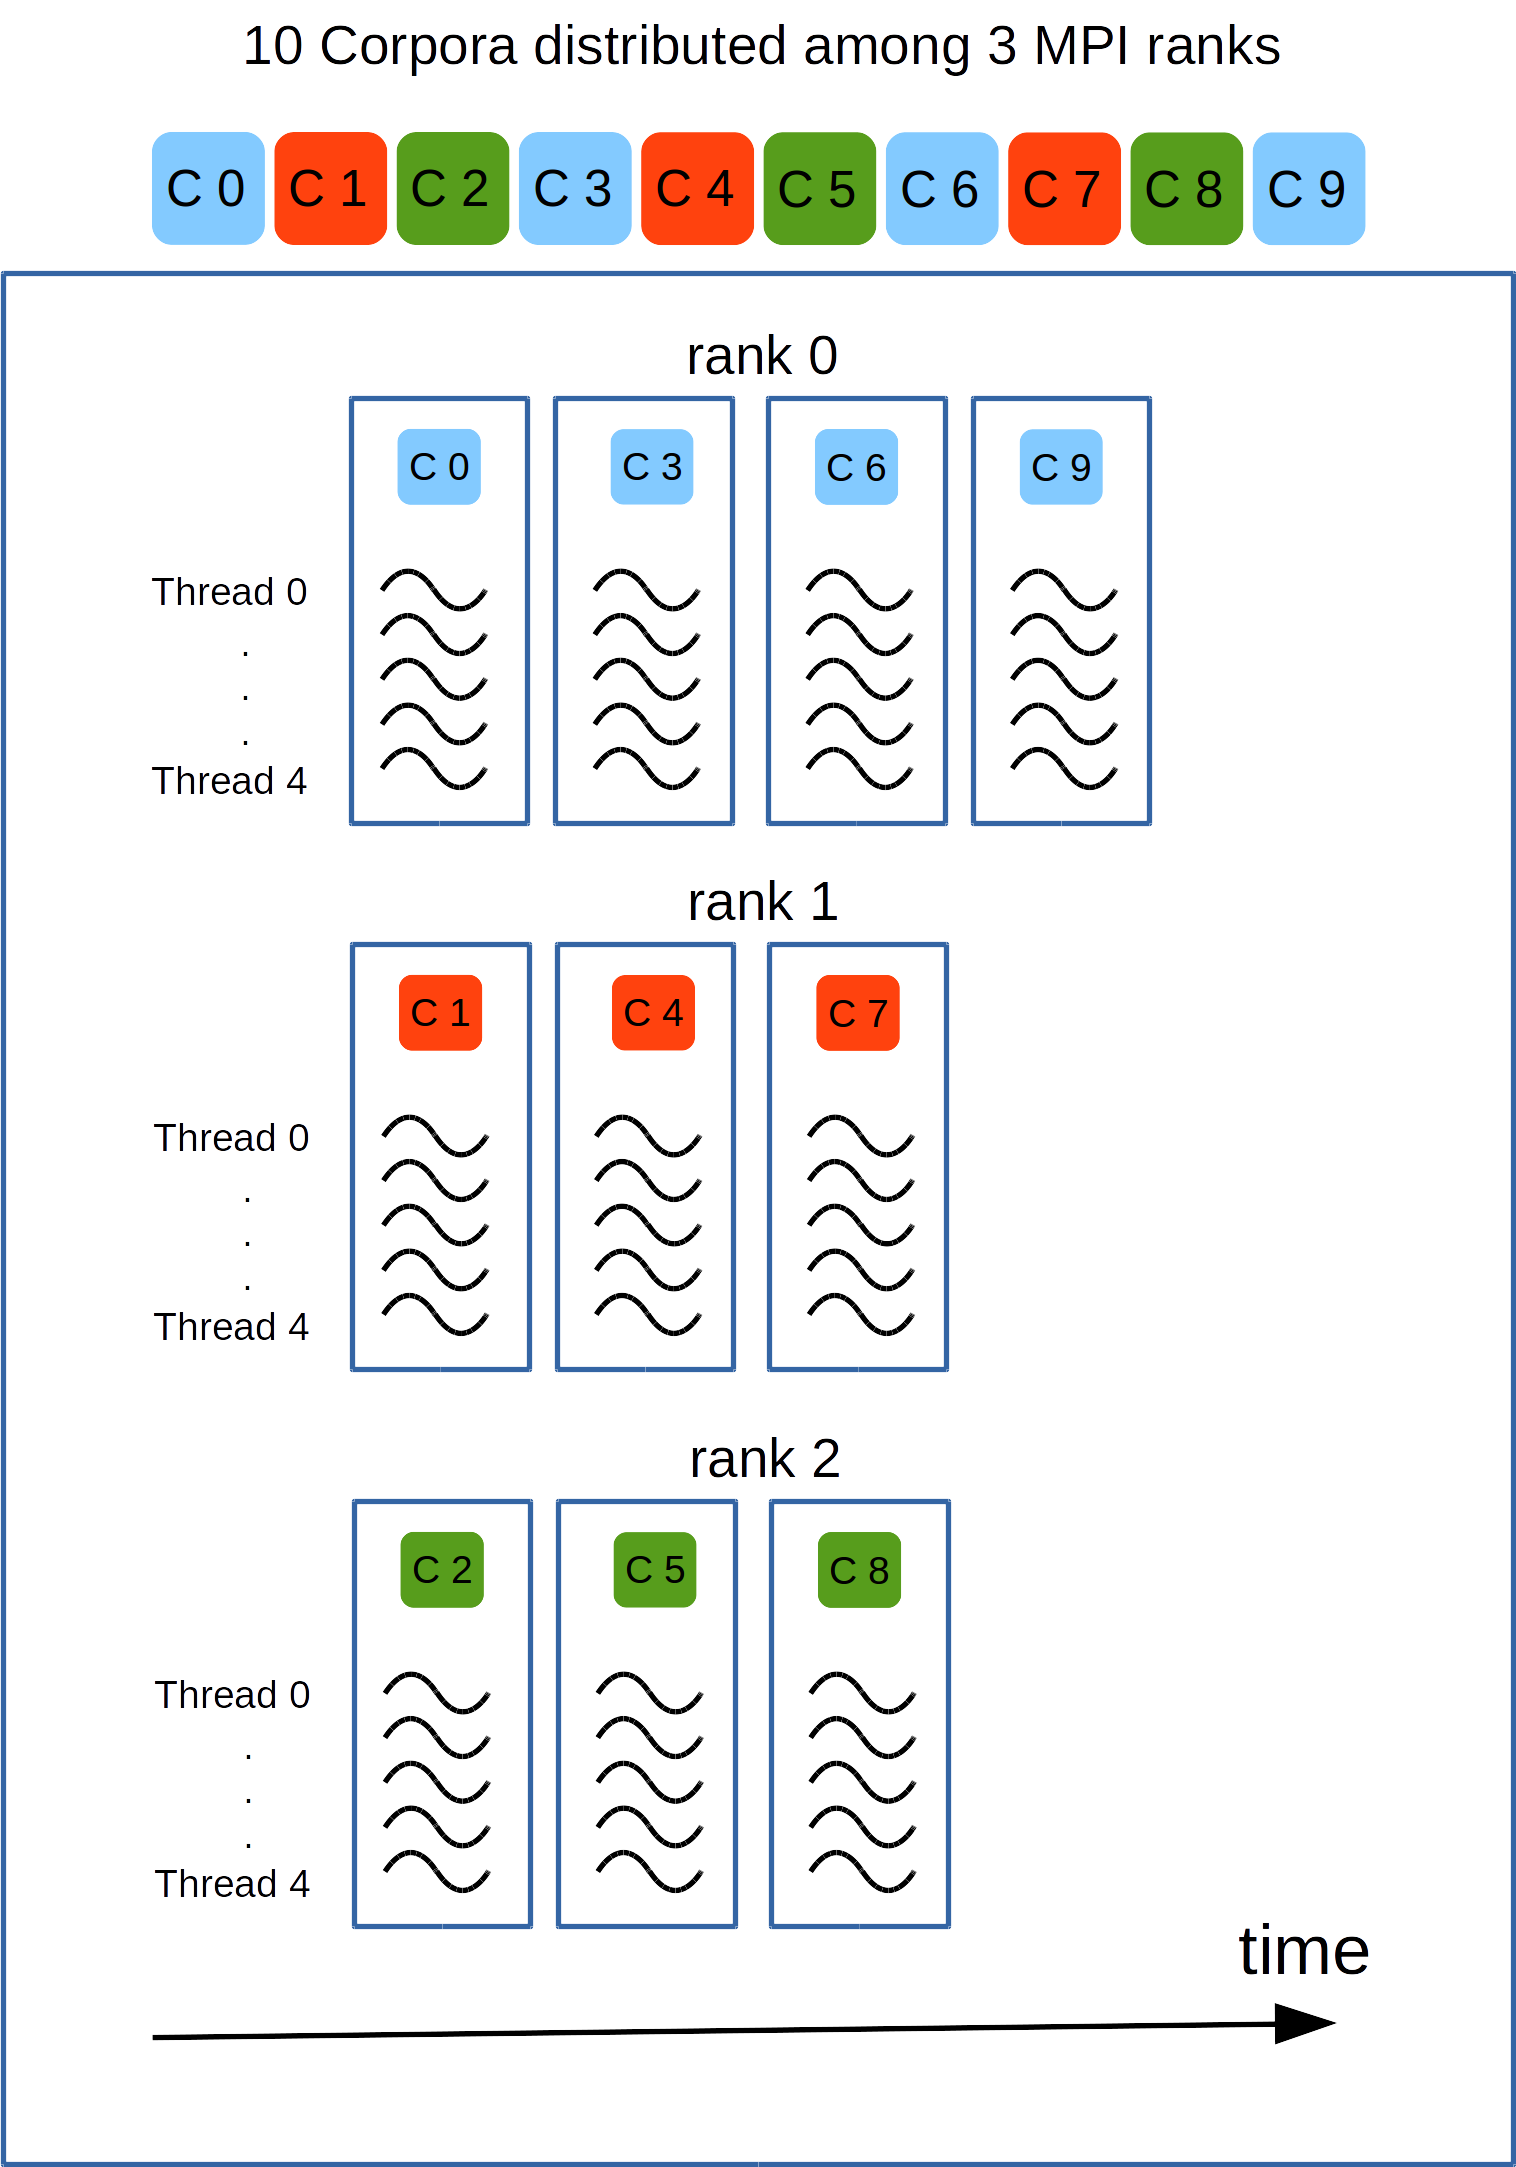 10 Corpora distributed among 3 MPI ranks
C 0 C 1 C 2 C 3 C 4 C 5 C 6 C 7 C 8 C 9
rank 0
C 0 C 3 C 6 C 9
Thread 0
.
.
.
Thread 4
rank 1
C 1 C 4 C 7
Thread 0
.
.
.
Thread 4
rank 2
C 2 C 5 C 8
Thread 0
.
.
.
Thread 4
time